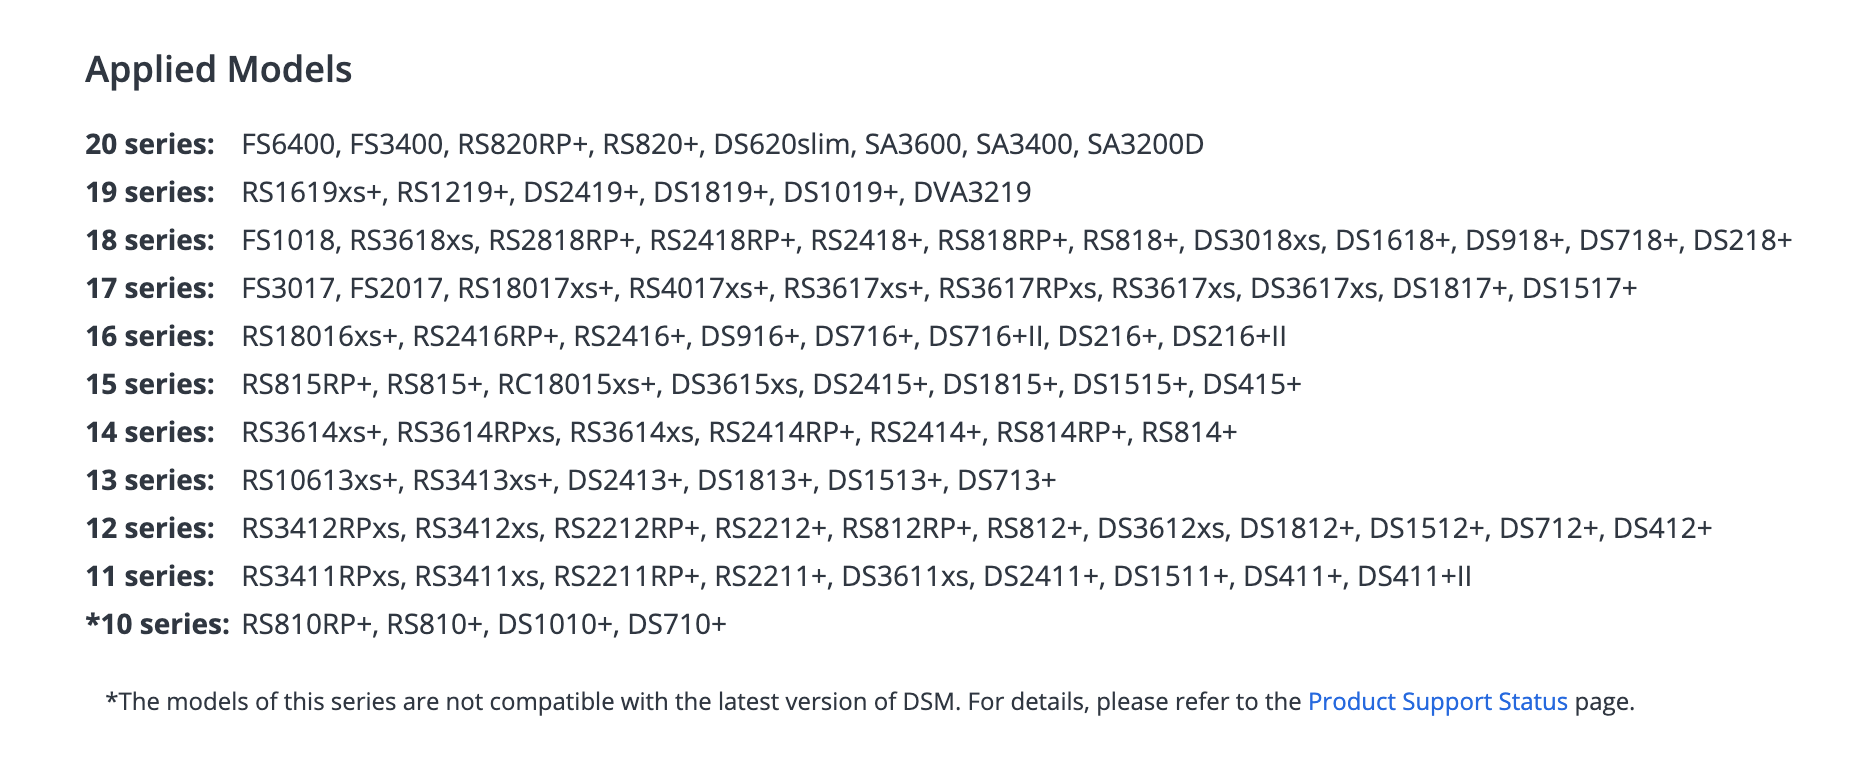 Applied Models
20 series: FS6400, FS3400, RS820RP+, RS820+, DS620slim, SA3600, SA3400, SA3200D
19 series: RS1619xs+, RS1219+, DS2419+, DS1819+, DS1019+, DVA3219
18 series: FS1018, RS3618xs, RS2818RP+, RS2418RP+, RS2418+, RS818RP+, RS818+, DS3018xs, DS1618+, DS918+, DS718+, DS218+
17 series: FS3017, FS2017, RS18017xs+, RS4017xs+, RS3617xs+, RS3617RPxs, RS3617xs, DS3617xs, DS1817+, DS1517+
16 series: RS18016xs+, RS2416RP+, RS2416+, DS916+, DS716+, DS716+II, DS216+, DS216+II
15 series: RS815RP+, RS815+, RC18015xs+, DS3615xs, DS2415+, DS1815+, DS1515+, DS415+
14 series: RS3614xs+, RS3614RPxs, RS3614xs, RS2414RP+, RS2414+, RS814RP+, RS814+
13 series: RS10613xs+, RS3413xs+, DS2413+, DS1813+, DS1513+, DS713+
12 series: RS3412RPxs, RS3412xs, RS2212RP+, RS2212+, RS812RP+, RS812+, DS3612xs, DS1812+, DS1512+, DS712+, DS412+
11 series: RS3411RPxs, RS3411xs, RS2211RP+, RS2211+, DS3611xs, DS2411+, DS1511+, DS411+, DS411+II
*10 series: RS810RP+, RS810+, DS1010+, DS710+
*The models of this series are not compatible with the latest version of DSM. For details, please refer to the Product Support Status page.